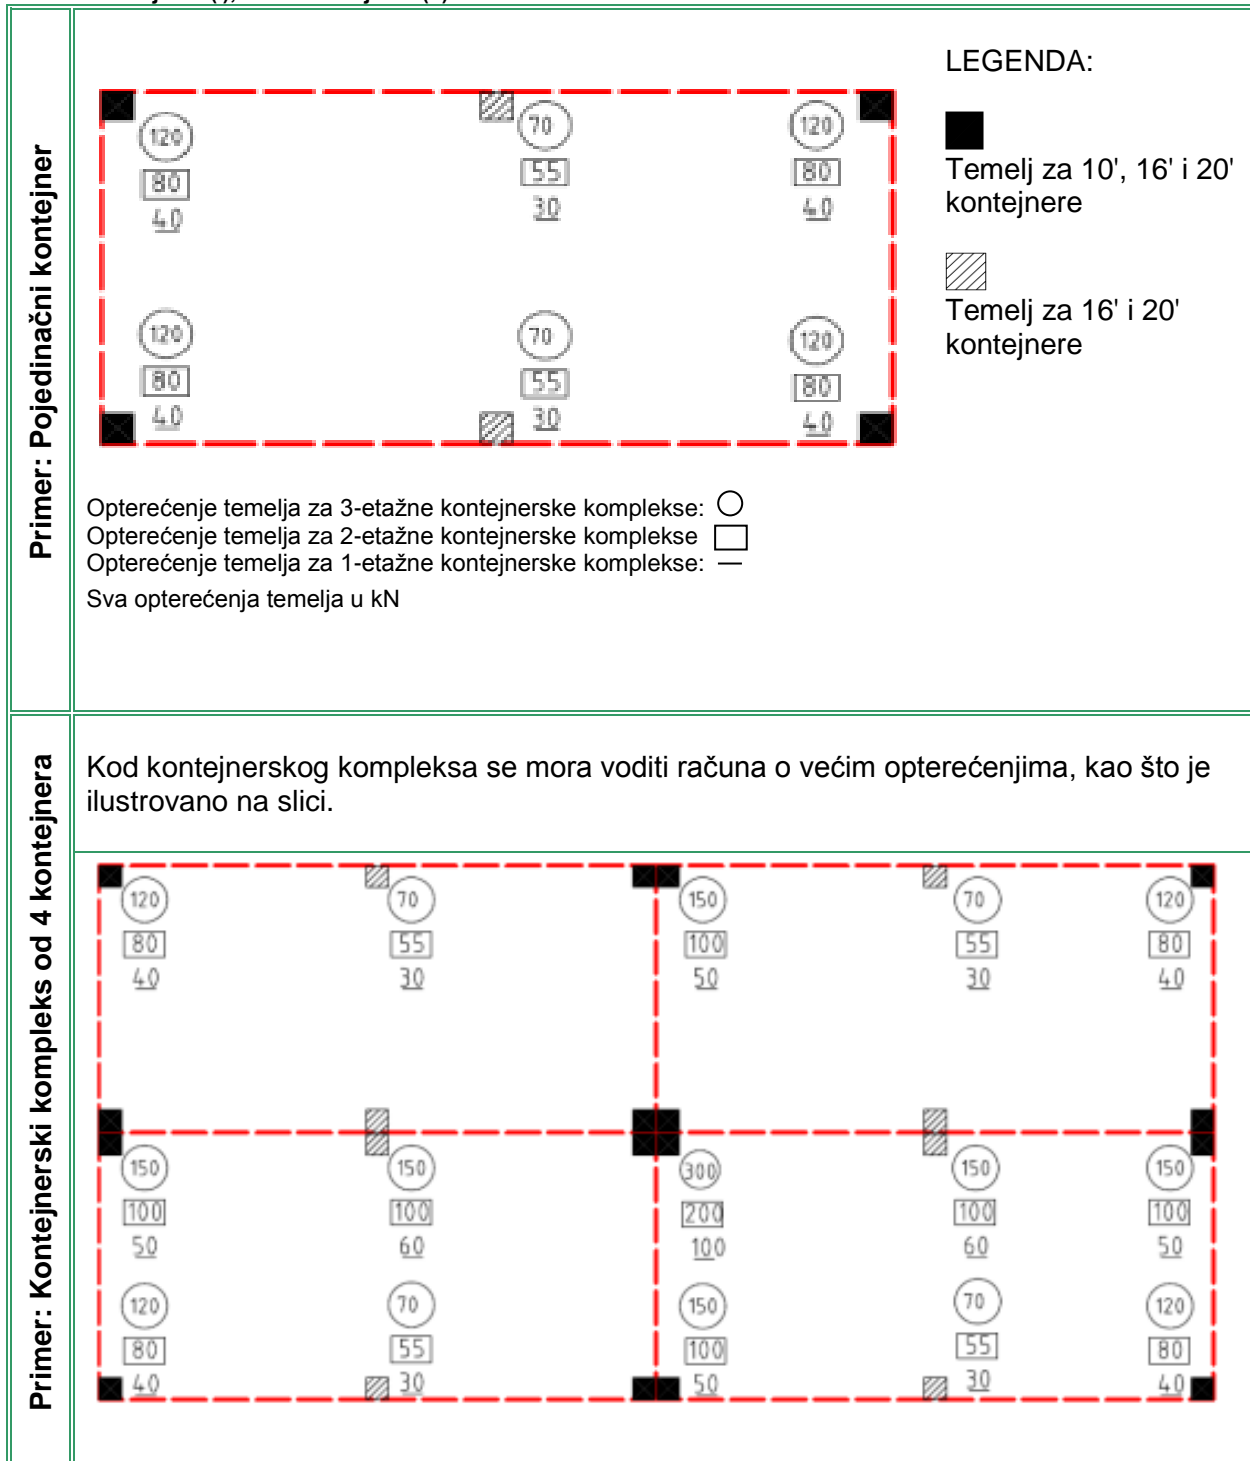 Primer: Pojedinačni kontejner
120 70 120
80 55 80
40 30 40
120 70 120
80 55 80
40 30 40
LEGENDA:
Temelj za 10', 16' i 20'
kontejnere
Temelj za 16' i 20'
kontejnere
Opterećenje temelja za 3-etažne kontejnerske komplekse:
Opterećenje temelja za 2-etažne kontejnerske komplekse
Opterećenje temelja za 1-etažne kontejnerske komplekse:
Sva opterećenja temelja u kN
Primer: Kontejnerski kompleks od 4 kontejnera
Kod kontejnerskog kompleksa se mora voditi računa o većim opterećenjima, kao što je
ilustrovano na slici.
120 70 150 70 120
80 55 100 55 80
40 30 50 30 40
150 150 300 150 150
100 100 200 100 100
50 60 100 60 50
120 70 150 70 120
80 55 100 55 80
40 30 50 30 40